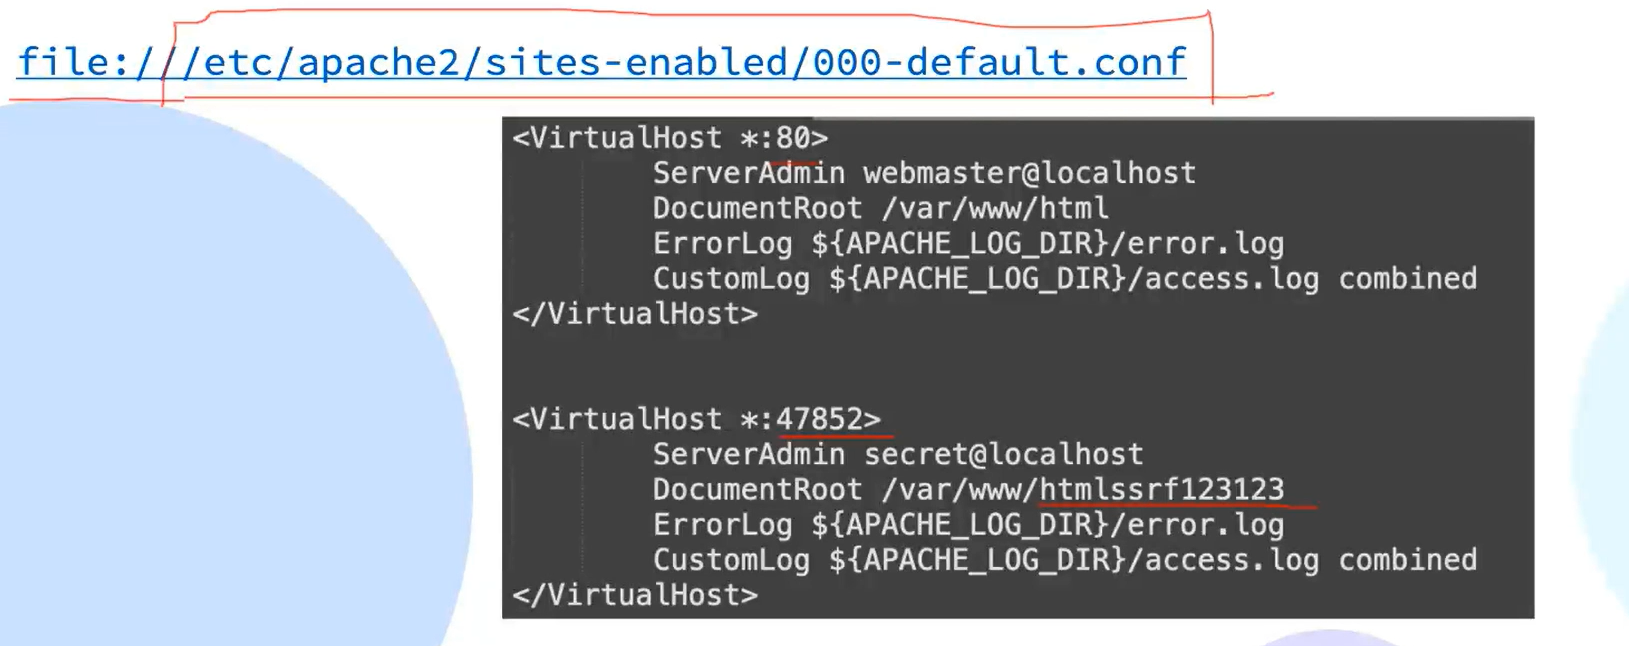 file:////etc/apache2/sites-enabled/000-default.conf
<VirtualHost *:80>
ServerAdmin webmaster@localhost
DocumentRoot /var/www/html
ErrorLog ${APACHE_LOG_DIR}/error.log
CustomLog ${APACHE_LOG_DIR}/access.log combined
</VirtualHost>
<VirtualHost *:47852>
ServerAdmin secret@localhost
DocumentRoot /var/www/htmlssrf123123
ErrorLog ${APACHE_LOG_DIR}/error.log
CustomLog ${APACHE_LOG_DIR}/access.log combined
</VirtualHost>